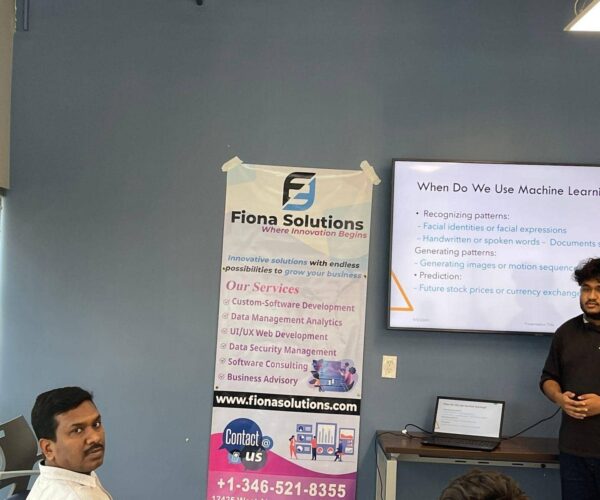 Fiona Solutions
Where Innovation Begins
Innovative solutions with endless
possibilities to grow your business
Our Services
Custom-Software Development
Data Management Analytics
UI/UX Web Development
Data Security Management
Software Consulting
Business Advisory
www.fionasolutions.com
Contact @
us
+1-346-521-8355
When Do We Use Machine Learni
• Recognizing patterns:
- Facial identities or facial expressions
- Handwritten or spoken words - Documents s
Generating patterns:
- Generating images or motion sequenc
• Prediction:
- Future stock prices or currency exchang
Presentation Title